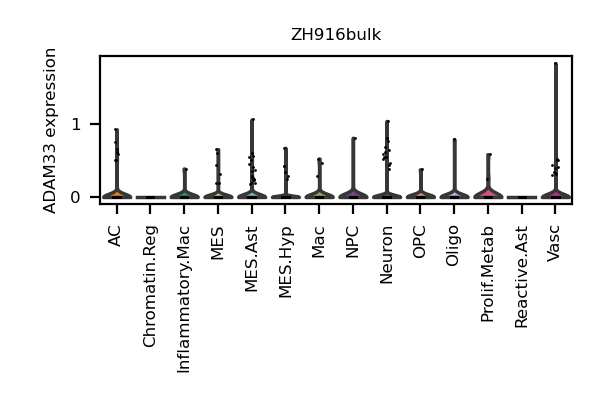 ZH916bulk
ADAM33 expression
1
0
AC
Chromatin.Reg
Inflammatory.Mac
MES
MES.Ast
MES.Hyp
Mac
NPC
Neuron
OPC
Oligo
Prolif.Metab
Reactive.Ast
Vasc